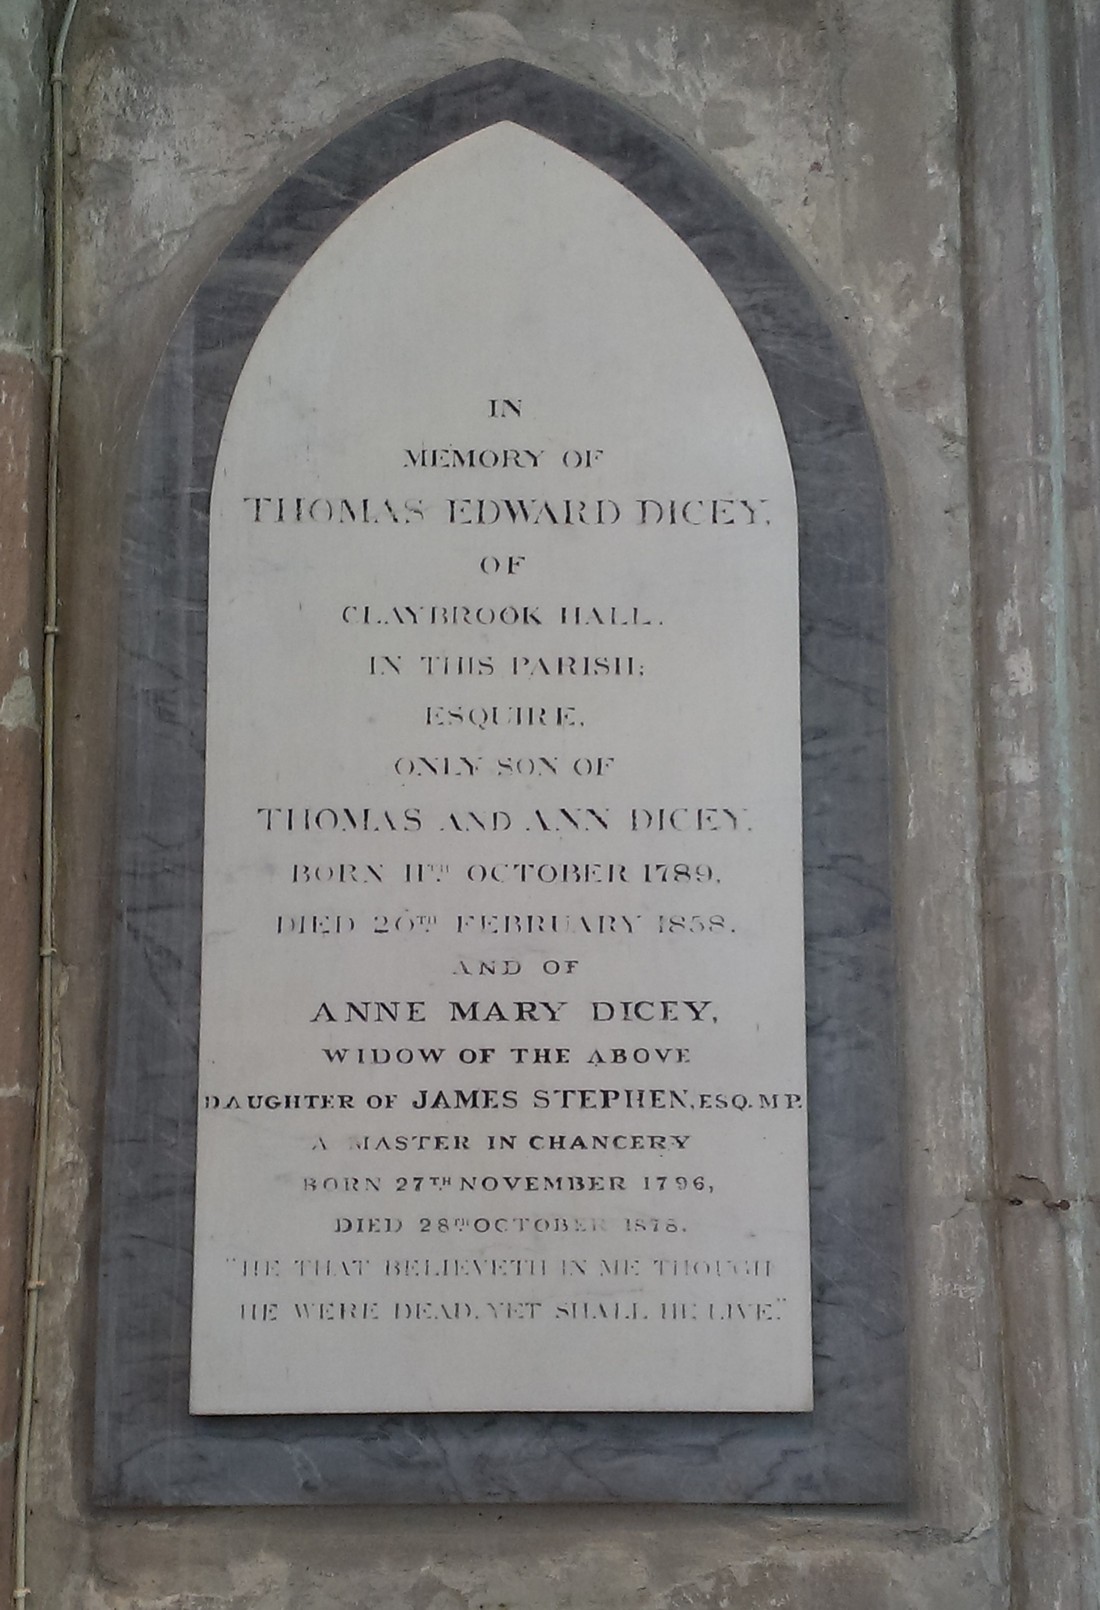 IN
MEMORY OF
THOMAS EDWARD DICEY,
OF
CLAYBROOK HALL,
IN THIS PARISH;
ESQUIRE,
ONLY SON OF
THOMAS AND ANN DICEY,
BORN 11TH OCTOBER 1789,
DIED 26TH FEBRUARY 1858.
AND OF
ANNE MARY DICEY,
WIDOW OF THE ABOVE
DAUGHTER OF JAMES STEPHEN, ESQ. M P.
A MASTER IN CHANCERY
BORN 27TH NOVEMBER 1796,
DIED 28TH OCTOBER 1878.
"HE THAT BELIEVETH IN ME THOUGH
HE WERE DEAD, YET SHALL HE LIVE."